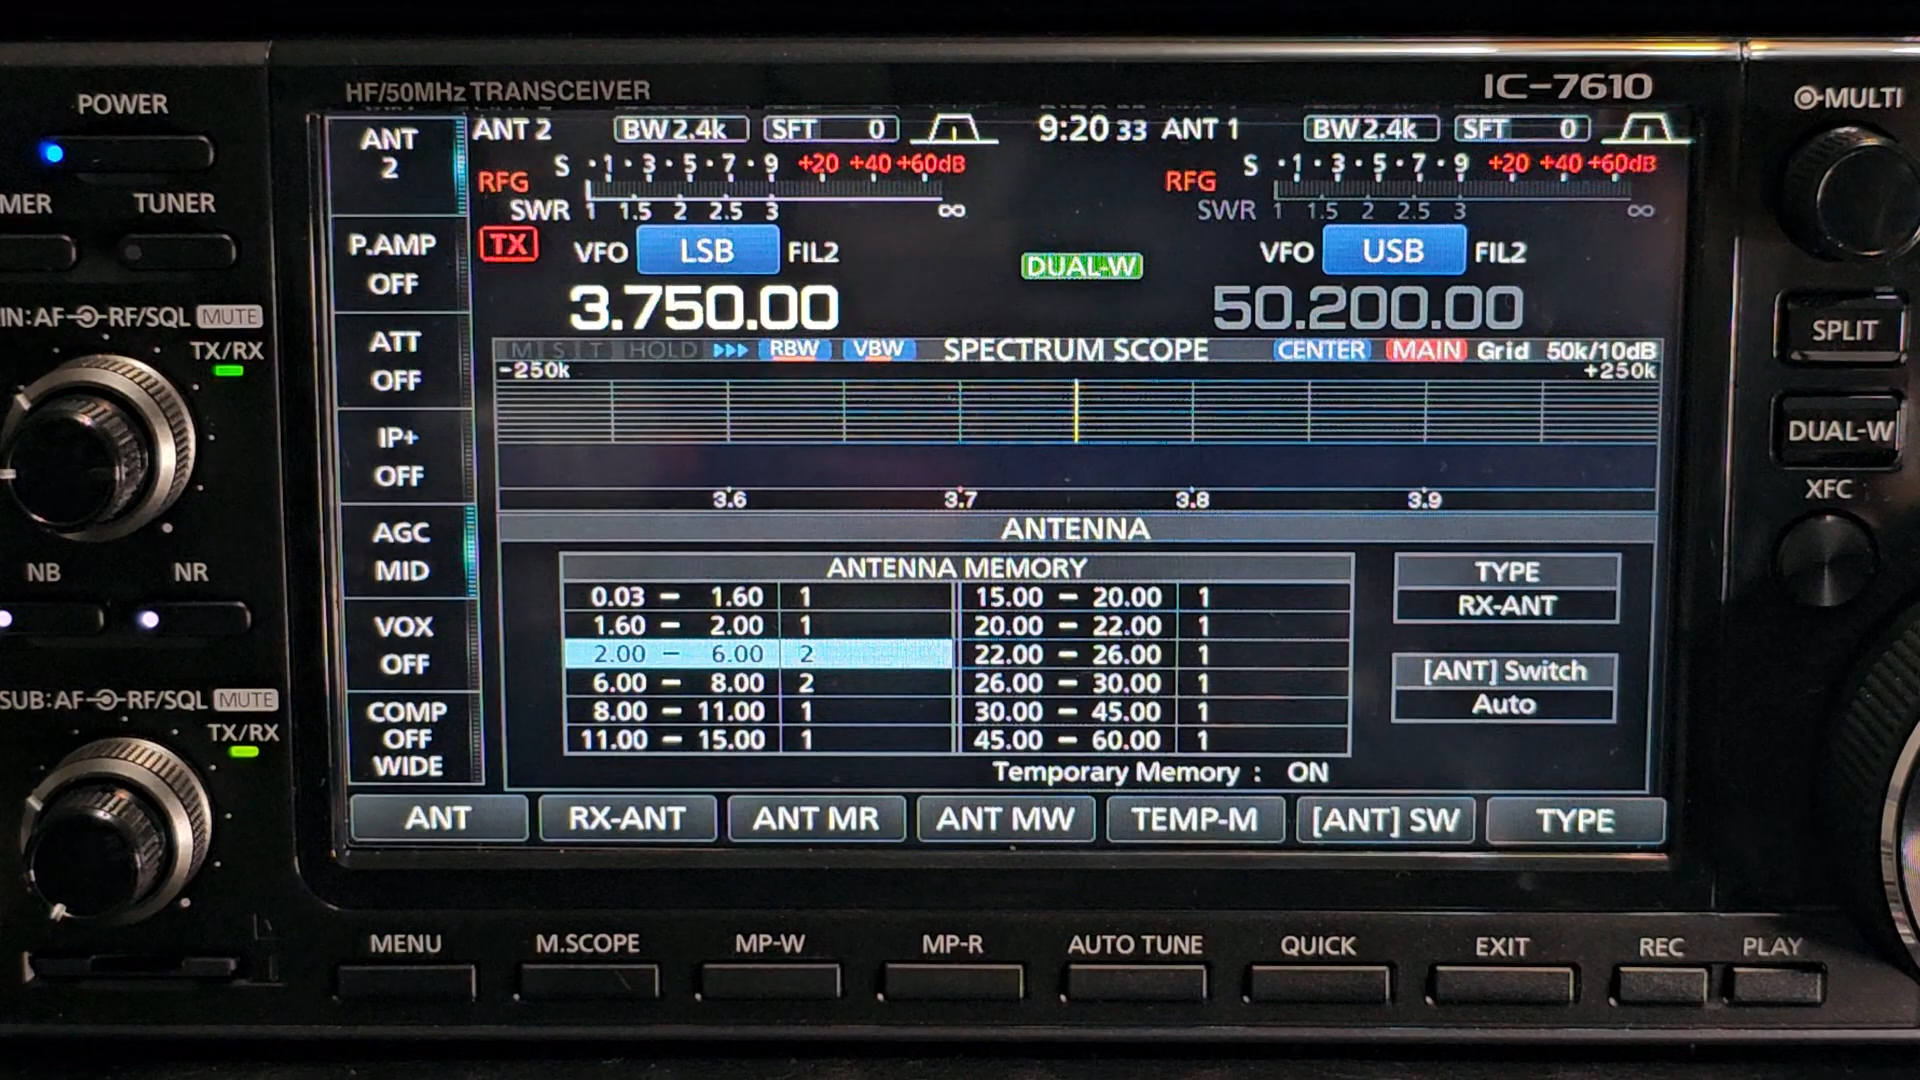 HF/50MHz TRANSCEIVER
IC-7610
POWER
MER TUNER
IN:AF RF/SQL MUTE
TX/RX
NB NR
SUB:AF RF/SQL MUTE
TX/RX
ANT
2
P.AMP
OFF
ATT
OFF
IP+
OFF
AGC
MID
VOX
OFF
COMP
OFF
WIDE
ANT 2 BW 2.4k SFT 0
9:20 33
ANT 1 BW 2.4k SFT 0
RFG S 1 3 5 7 9 +20 +40 +60dB
SWR 1 1.5 2 2.5 3 ∞
RFG S 1 3 5 7 9 +20 +40 +60dB
SWR 1 1.5 2 2.5 3 ∞
TX VFO LSB FIL2
DUAL-W
VFO USB FIL2
3.750.00
50.200.00
M S T HOLD RBW VBW SPECTRUM SCOPE CENTER MAIN Grid 50k/10dB
-250k +250k
3.6 3.7 3.8 3.9
ANTENNA
ANTENNA MEMORY
0.03 – 1.60 1 15.00 – 20.00 1
1.60 – 2.00 1 20.00 – 22.00 1
2.00 – 6.00 2 22.00 – 26.00 1
6.00 – 8.00 2 26.00 – 30.00 1
8.00 – 11.00 1 30.00 – 45.00 1
11.00 – 15.00 1 45.00 – 60.00 1
Temporary Memory : ON
TYPE
RX-ANT
[ANT] Switch
Auto
ANT RX-ANT ANT MR ANT MW TEMP-M [ANT] SW TYPE
MENU M.SCOPE MP-W MP-R AUTO TUNE QUICK EXIT REC PLAY
MULTI
SPLIT
DUAL-W
XFC